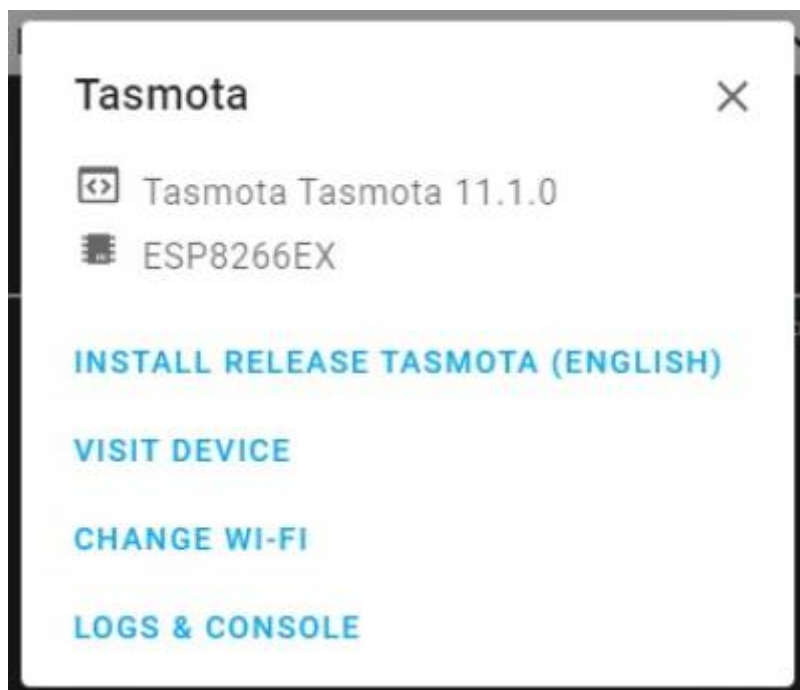 Tasmota
Tasmota Tasmota 11.1.0
ESP8266EX
INSTALL RELEASE TASMOTA (ENGLISH)
VISIT DEVICE
CHANGE WI-FI
LOGS & CONSOLE